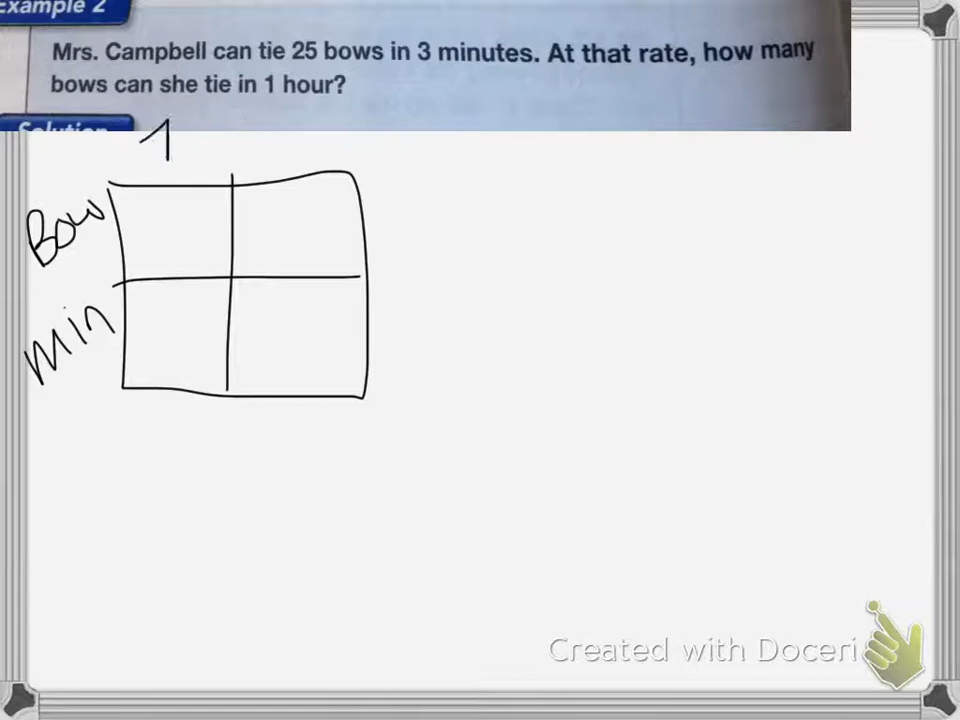 Example 2
Mrs. Campbell can tie 25 bows in 3 minutes. At that rate, how many
bows can she tie in 1 hour?
Solution
1
Bow
Min
Created with Doceri